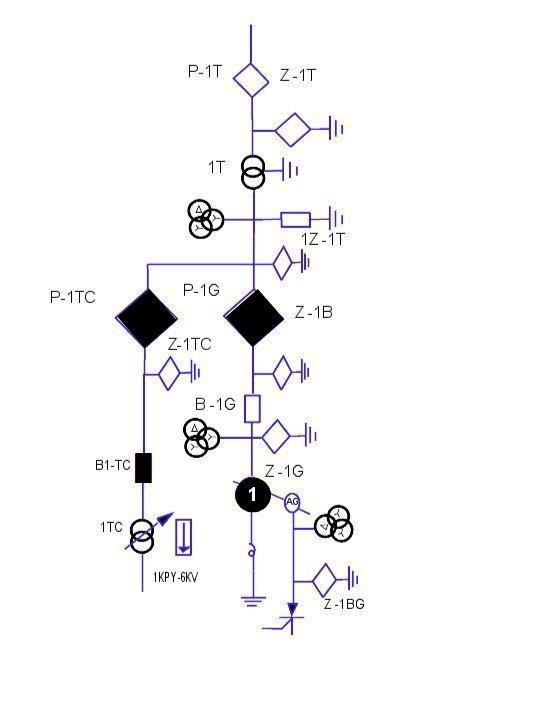 P-1T
Z-1T
1T
1Z-1T
P-1TC
P-1G
Z-1B
Z-1TC
B-1G
B1-TC
Z-1G
1
AG
1TC
1KPY-6KV
Z-1BG